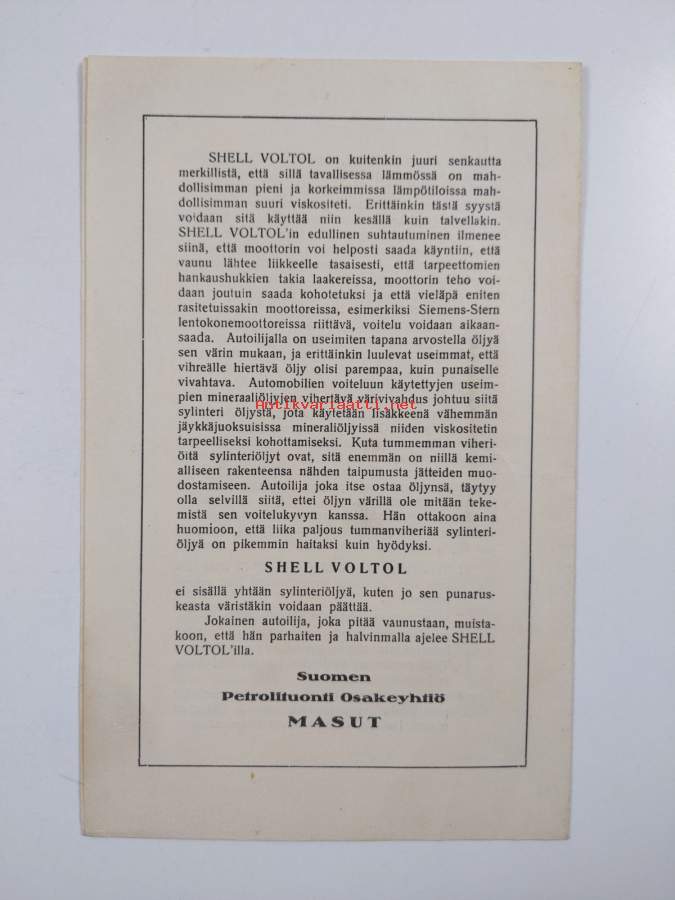 SHELL VOLTOL on kuitenkin juuri senkautta
merkillistä, että sillä tavallisessa lämmössä on mah-
dollisimman pieni ja korkeimmissa lämpötiloissa mah-
dollisimman suuri viskositeti. Erittäinkin tästä syystä
voidaan sitä käyttää niin kesällä kuin talvellakin.
SHELL VOLTOL'in edullinen suhtautuminen ilmenee
siinä, että moottorin voi helposti saada käyntiin, että
vaunu lähtee liikkeelle tasaisesti, että tarpeettomien
hankaushukkien takia laakereissa, moottorin teho voi-
daan joutuin saada kohotetuksi ja että vieläpä eniten
rasitetuissakin moottoreissa, esimerkiksi Siemens-Stern
lentokonemoottoreissa riittävä, voitelu voidaan aikaan-
saada. Autoilijalla on useimiten tapana arvostella öljyä
sen värin mukaan, ja erittäinkin luulevat useimmat, että
vihreälle hiertävä öljy olisi parempaa, kuin punaiselle
vivahtava. Automobilien voiteluun käytettyjen useim-
pien mineraaliöljyjen vihertävä värivivahdus johtuu siitä
Antikvariaatti.net
sylinteri öljystä, jota käytetään lisäkkeenä vähemmän
jäykkäjuoksuisissa mineraliöljyissä niiden viskositetin
tarpeelliseksi kohottamiseksi. Kuta tummemman viheri-
öitä sylinteriöljyt ovat, sitä enemmän on niillä kemi-
alliseen rakenteensa nähden taipumusta jätteiden muo-
dostamiseen. Autoilija joka itse ostaa öljynsä, täytyy
olla selvillä siitä, ettei öljyn värillä ole mitään teke-
mistä sen voitelukyvyn kanssa. Hän ottakoon aina
huomioon, että liika paljous tummanviheriää sylinteri-
öljyä on pikemmin haitaksi kuin hyödyksi.
SHELL VOLTOL
ei sisällä yhtään sylinteriöljyä, kuten jo sen punarus-
keasta väristäkin voidaan päättää.
Jokainen autoilija, joka pitää vaunustaan, muista-
koon, että hän parhaiten ja halvinmalla ajelee SHELL
VOLTOL'illa.
Suomen
Petrolituonti Osakeyhtiö
MASUT